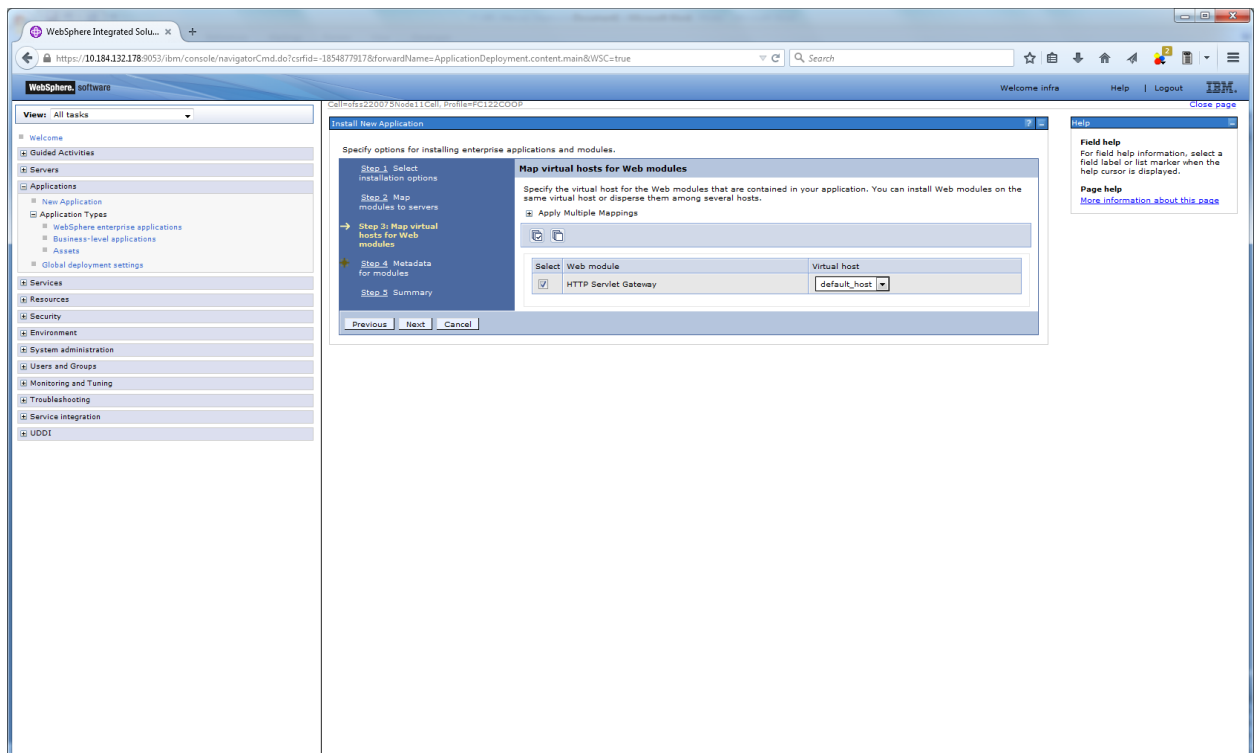 WebSphere Integrated Solu...
https://10.184.132.178:9053/ibm/console/navigatorCmd.do?csrfid=-1854877917&forwardName=ApplicationDeployment.content.main&WSC=true
Search
2
WebSphere. software
Welcome infra
Help | Logout
IBM.
View: All tasks
Welcome
Guided Activities
Servers
Applications
New Application
Application Types
WebSphere enterprise applications
Business-level applications
Assets
Global deployment settings
Services
Resources
Security
Environment
System administration
Users and Groups
Monitoring and Tuning
Troubleshooting
Service integration
UDDI
Cell=ofss220075Node11Cell, Profile=FC122COOP
Close page
Install New Application
Specify options for installing enterprise applications and modules.
Step 1 Select
installation options
Step 2 Map
modules to servers
Step 3: Map virtual
hosts for Web
modules
Step 4 Metadata
for modules
Step 5 Summary
Map virtual hosts for Web modules
Specify the virtual host for the Web modules that are contained in your application. You can install Web modules on the
same virtual host or disperse them among several hosts.
Apply Multiple Mappings
Select Web module Virtual host
HTTP Servlet Gateway default_host
Previous Next Cancel
Help
Field help
For field help information, select a
field label or list marker when the
help cursor is displayed.
Page help
More information about this page